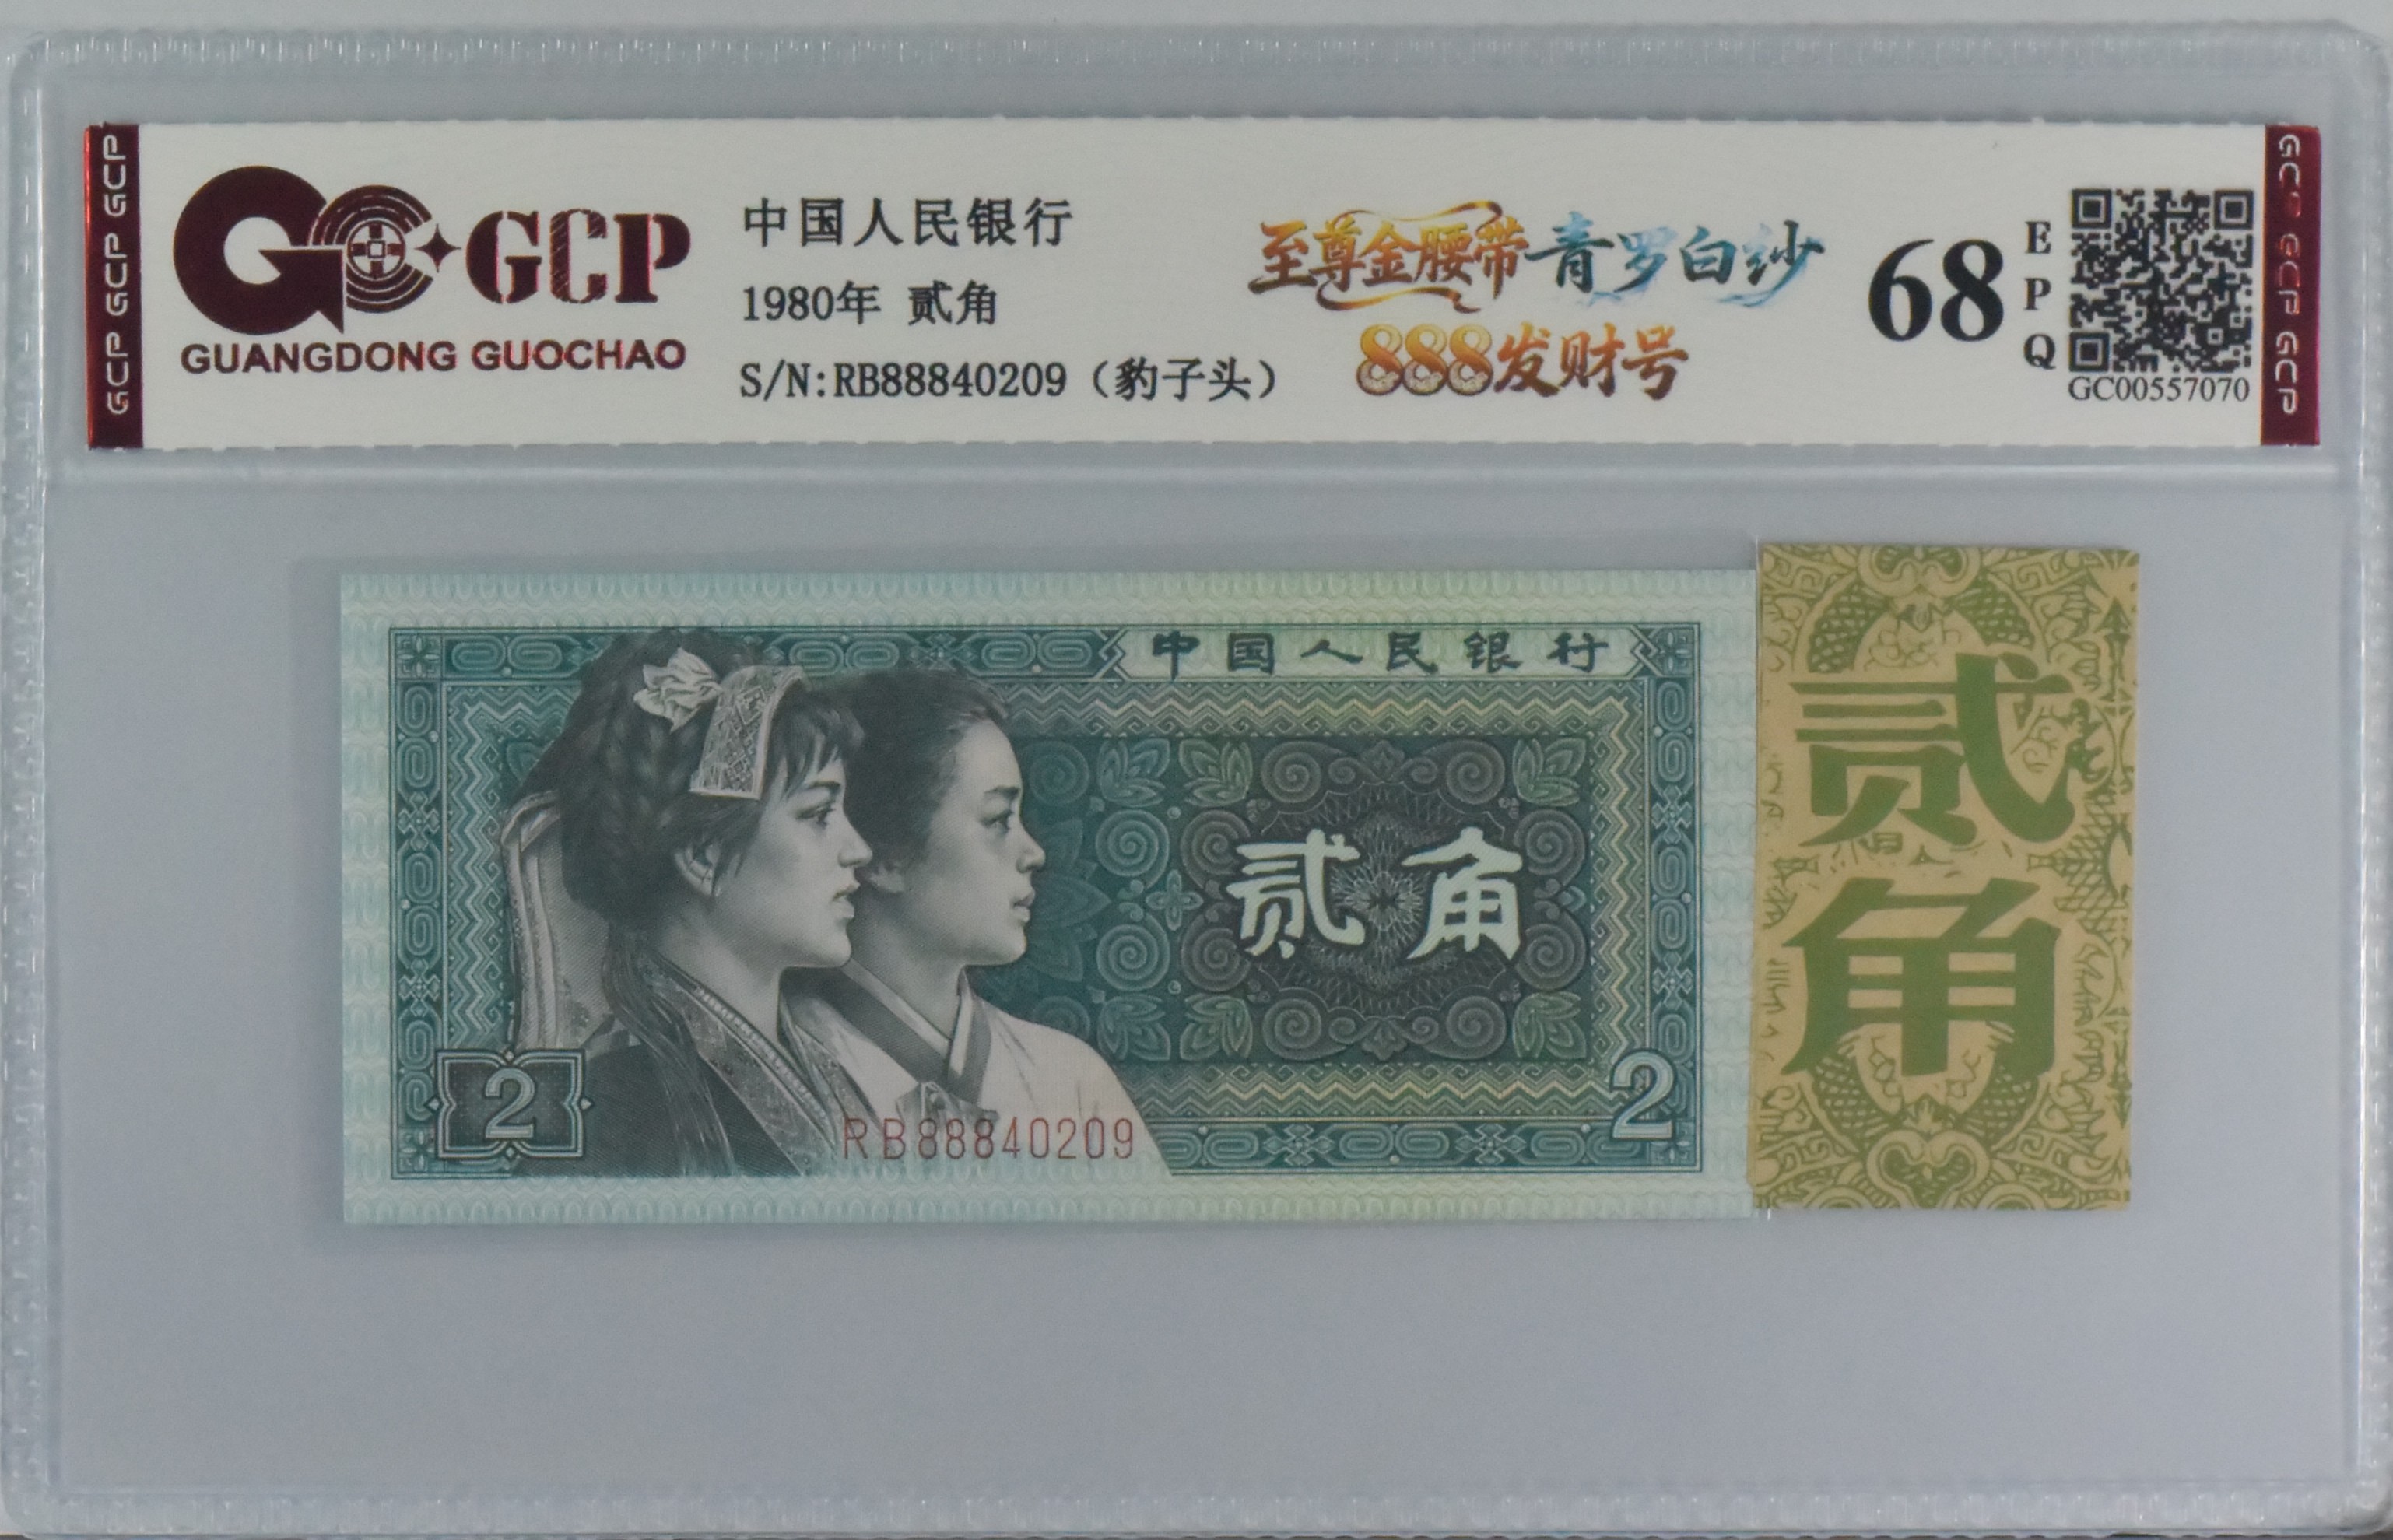 GCP GCP GCP
GCP
GUANGDONG GUOCHAO
中国人民银行
1980年 贰角
S/N:RB88840209（豹子头）
至尊金腰带青罗白纱
888发财号
68
EPQ
GC00557070
GCP GCP GCP
中国人民银行
贰角
2
2
RB88840209
贰角